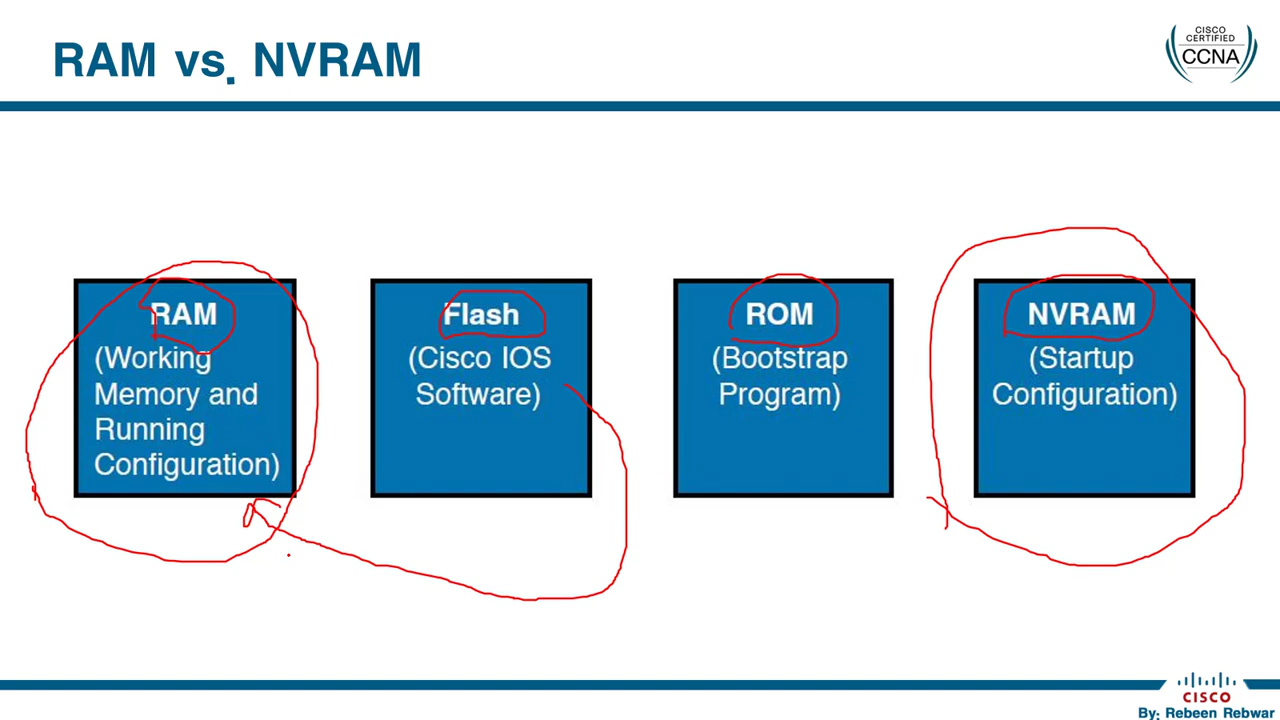 RAM vs. NVRAM
CISCO
CERTIFIED
CCNA
RAM
(Working
Memory and
Running
Configuration)
Flash
(Cisco IOS
Software)
ROM
(Bootstrap
Program)
NVRAM
(Startup
Configuration)
CISCO
By: Rebeen Rebwar